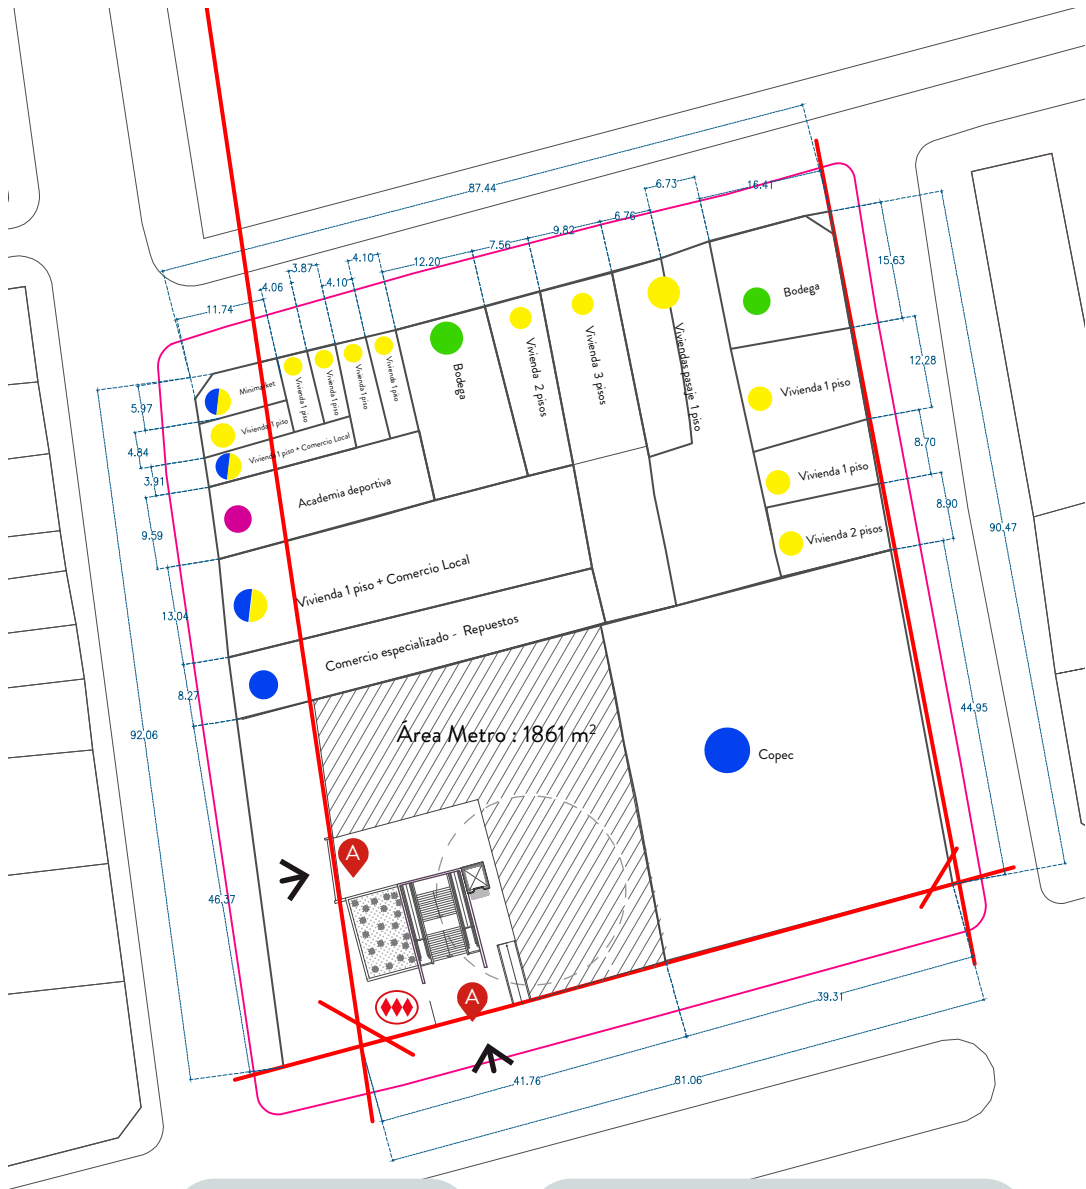 87.44
6.73
16.41
6.76
9.82
7.56
12.20
4.10
3.87
4.10
4.06
11.74
15.63
12.28
8.70
8.90
90.47
44.95
5.97
4.84
3.91
9.59
13.04
8.27
92.06
46.37
39.31
41.76
81.06
Minimarket
Vivienda 1 piso
Vivienda 1 piso + Comercio Local
Vivienda 1 piso
Vivienda 1 piso
Vivienda 1 piso
Vivienda 1 piso
Bodega
Vivienda 2 pisos
Vivienda 3 pisos
Viviendas pasaje 1 piso
Bodega
Vivienda 1 piso
Vivienda 1 piso
Vivienda 2 pisos
Academia deportiva
Vivienda 1 piso + Comercio Local
Comercio especializado - Repuestos
Área Metro : 1861 m²
Copec
A
A